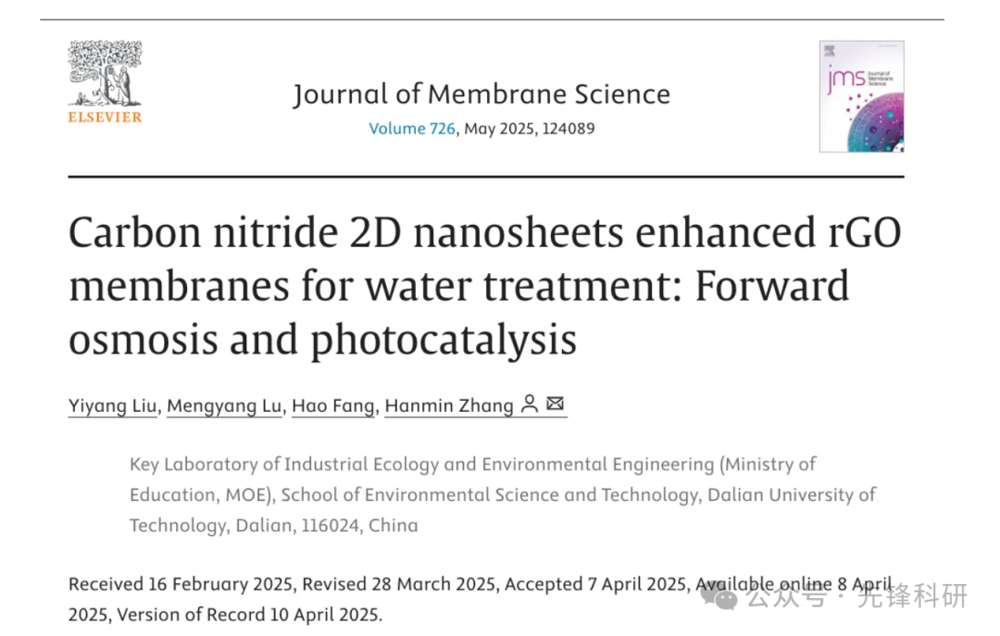 ELSEVIER
Journal of Membrane Science
Volume 726, May 2025, 124089
jms Journal of
Membrane
Science
Carbon nitride 2D nanosheets enhanced rGO
membranes for water treatment: Forward
osmosis and photocatalysis
Yiyang Liu, Mengyang Lu, Hao Fang, Hanmin Zhang
Key Laboratory of Industrial Ecology and Environmental Engineering (Ministry of
Education, MOE), School of Environmental Science and Technology, Dalian University of
Technology, Dalian, 116024, China
Received 16 February 2025, Revised 28 March 2025, Accepted 7 April 2025, Available online 8 April
2025, Version of Record 10 April 2025.
公众号 · 先锋科研